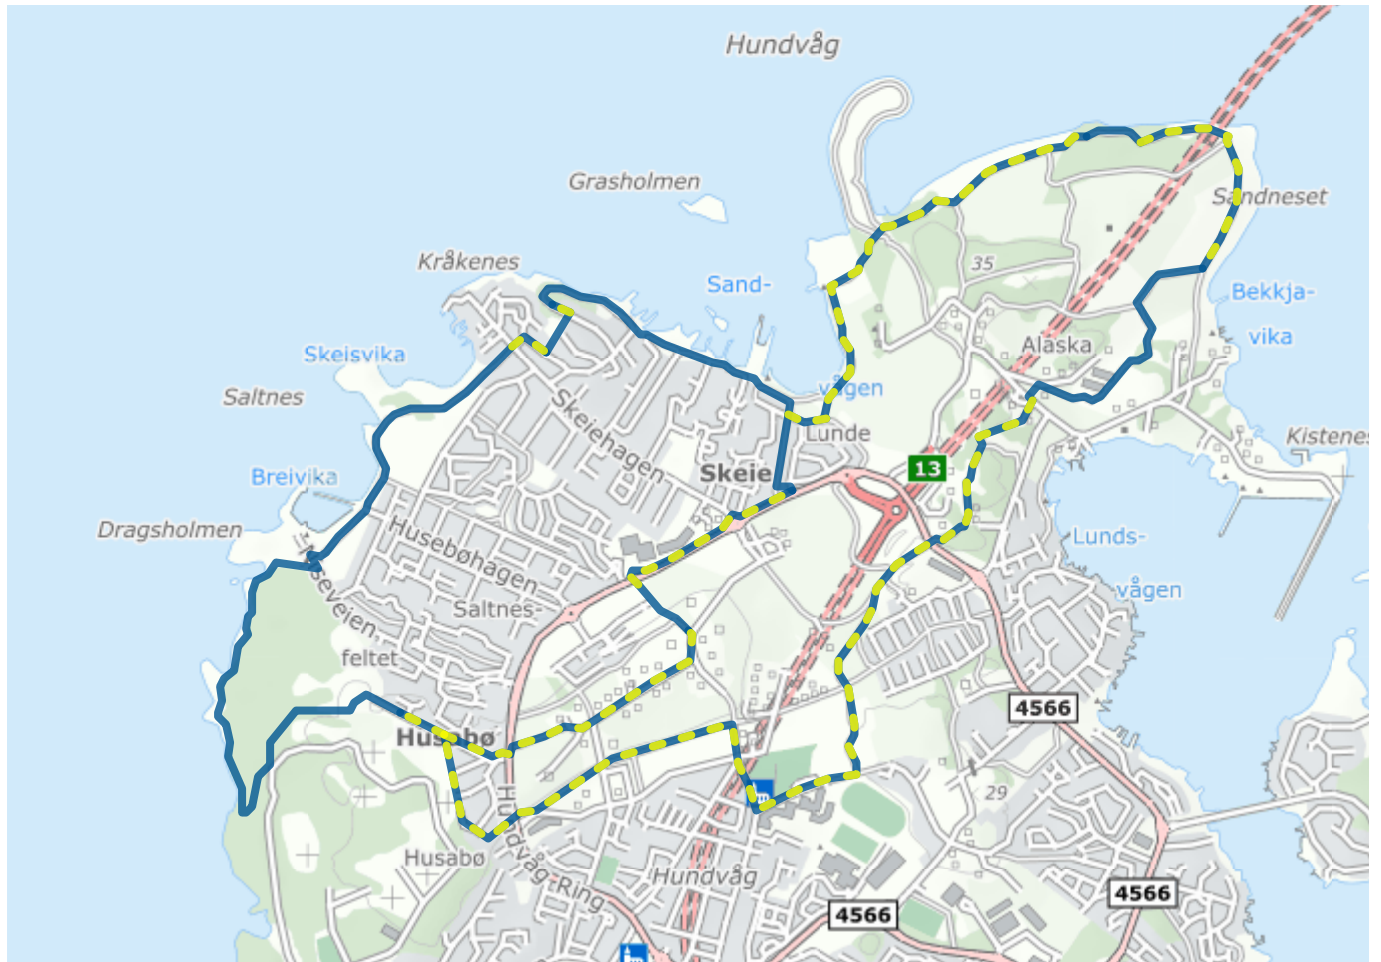 Hundvåg
Grasholmen
Sandneset
Kråkenes
35
Sand-
Bekkja-
vika
Skeisvika
Alaska
Saltnes
vågen
Skeiehagen
Lunde
Kistenes
Skeie
13
Breivika
Dragsholmen
Husebøhagen
Lunds-
vågen
Saltnes-
feltet
4566
Husabø
29
Husabø
Hundvåg-Ring
Hundvåg
4566
4566